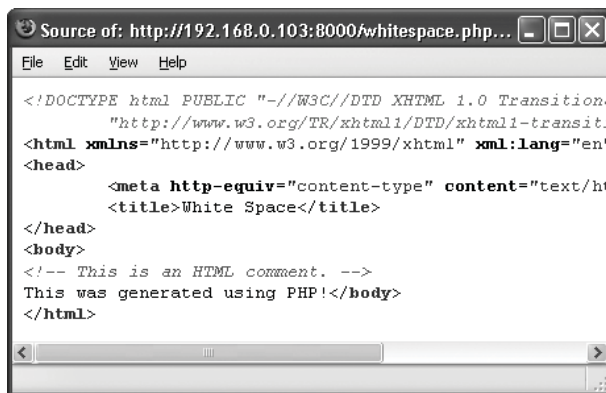 Source of: http://192.168.0.103:8000/whitespace.php...
File Edit View Help
<!DOCTYPE html PUBLIC "-//W3C//DTD XHTML 1.0 Transition
"http://www.w3.org/TR/xhtml1/DTD/xhtml1-transiti
<html xmlns="http://www.w3.org/1999/xhtml" xml:lang="en"
<head>
<meta http-equiv="content-type" content="text/ht
<title>White Space</title>
</head>
<body>
<!-- This is an HTML comment. -->
This was generated using PHP!</body>
</html>